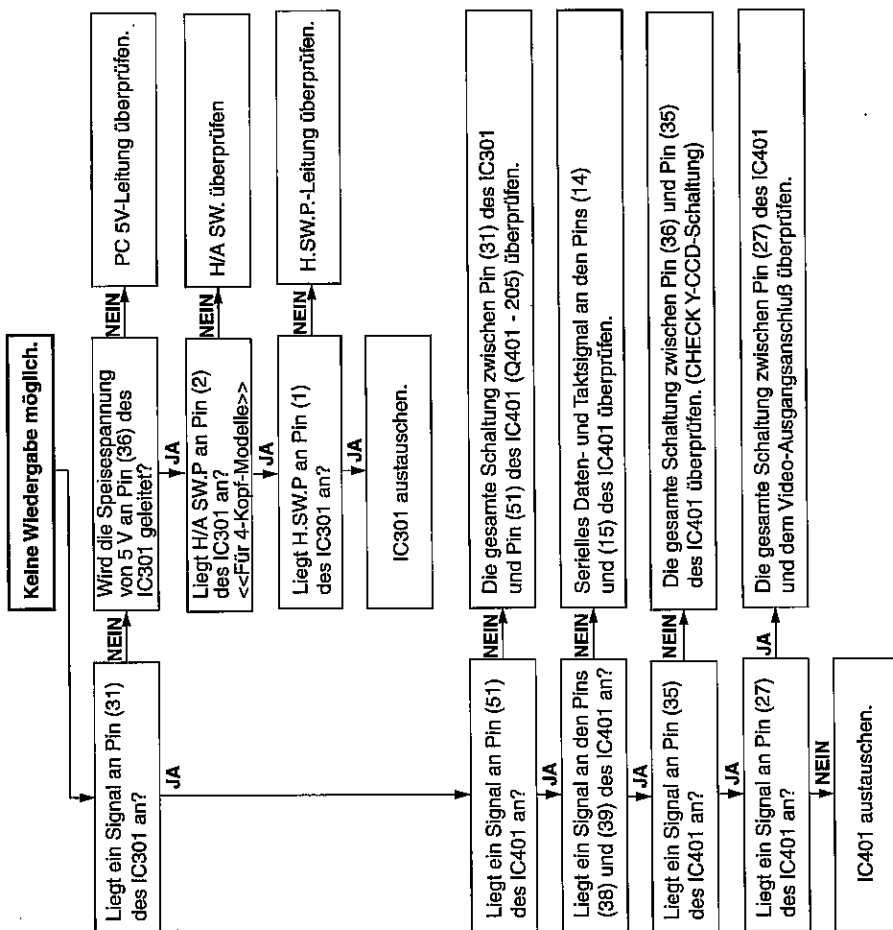 Keine Wiedergabe möglich.
Liegt ein Signal an Pin (31)
des IC301 an?
NEIN
JA
Wird die Speisespannung
von 5 V an Pin (36) des
IC301 geleitet?
NEIN
JA
PC 5V-Leitung überprüfen.
Liegt H/A SW.P an Pin (2)
des IC301 an?
<<Für 4-Kopf-Modelle>>
NEIN
JA
H/A SW. überprüfen
Liegt H.SW.P an Pin (1)
des IC301 an?
NEIN
JA
H.SW.P.-Leitung überprüfen.
IC301 austauschen.
Liegt ein Signal an Pin (51)
des IC401 an?
NEIN
JA
Die gesamte Schaltung zwischen Pin (31) des IC301
und Pin (51) des IC401 (Q401 - 205) überprüfen.
Liegt ein Signal an den Pins
(38) und (39) des IC401 an?
NEIN
JA
Serielles Daten- und Taktsignal an den Pins (14)
und (15) des IC401 überprüfen.
Liegt ein Signal an Pin (35)
des IC401 an?
NEIN
JA
Die gesamte Schaltung zwischen Pin (36) und Pin (35)
des IC401 überprüfen. (CHECK Y-CCD-Schaltung)
Liegt ein Signal an Pin (27)
des IC401 an?
JA
NEIN
Die gesamte Schaltung zwischen Pin (27) des IC401
und dem Video-Ausgangsanschluß überprüfen.
IC401 austauschen.